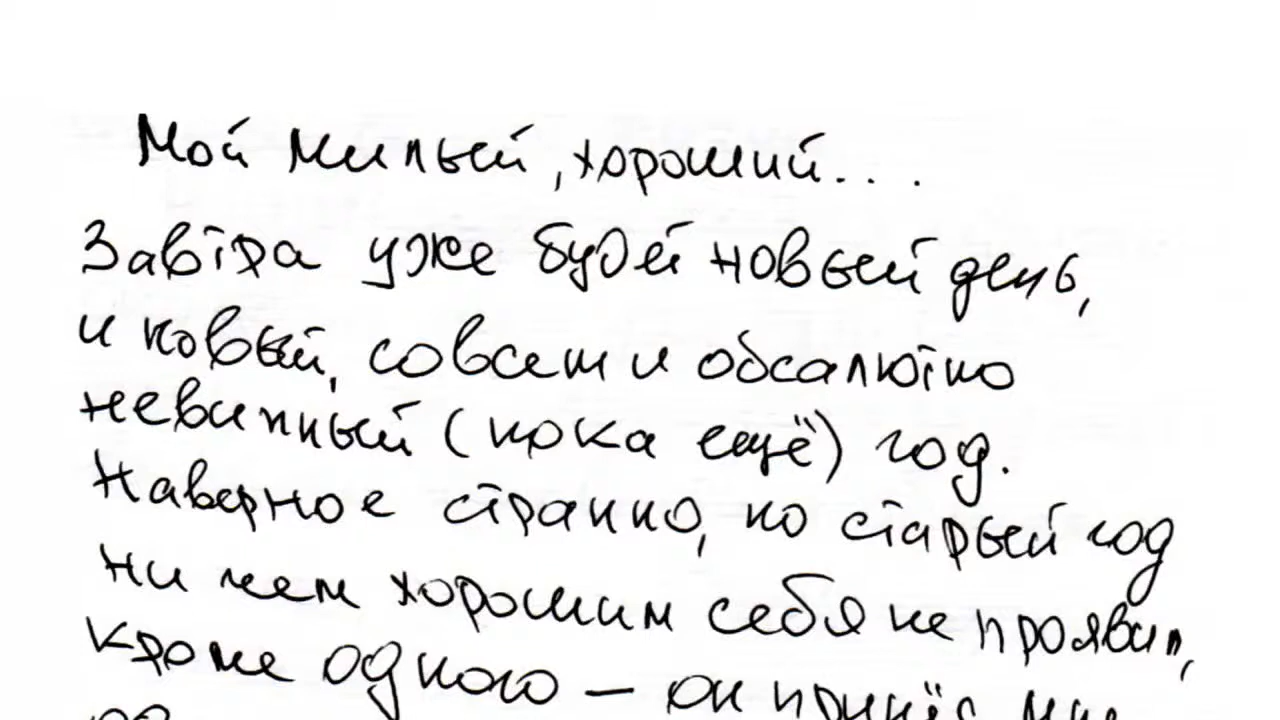 Мой милый, хороший...
Завтра уже будет новый день,
и новый, совсем и обсалютно
невинный (пока ещё) год.
Наверное странно, но старый год
ни чем хорошим себя не проявил,
кроме одного — он принёс мне